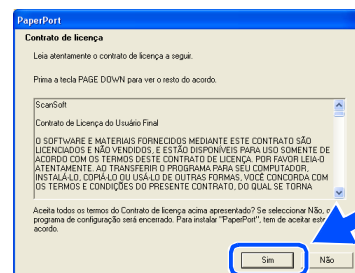 PaperPort
Contrato de licença
Leia atentamente o contrato de licença a seguir.
Prima a tecla PAGE DOWN para ver o resto do acordo.
ScanSoft
Contrato de Licença do Usuário Final
O SOFTWARE E MATERIAIS FORNECIDOS MEDIANTE ESTE CONTRATO SÃO
LICENCIADOS E NÃO VENDIDOS, E ESTÃO DISPONÍVEIS PARA USO SOMENTE DE
ACORDO COM OS TERMOS DESTE CONTRATO DE LICENÇA. POR FAVOR LEIA-O
ATENTAMENTE. AO TRANSFERIR O PROGRAMA PARA SEU COMPUTADOR,
INSTALÁ-LO, COPIÁ-LO OU USÁ-LO DE OUTRAS FORMAS, VOCÊ CONCORDA COM
OS TERMOS E CONDIÇÕES DO PRESENTE CONTRATO, DO QUAL SE TORNA
Aceita todos os termos do Contrato de licença acima apresentado? Se seleccionar Não, o
programa de configuração será encerrado. Para instalar "PaperPort", tem de aceitar este
acordo.
Sim
Não